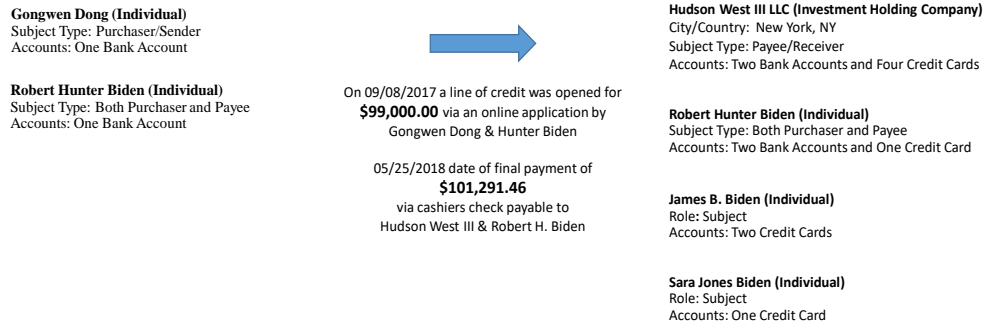 Gongwen Dong (Individual)
Subject Type: Purchaser/Sender
Accounts: One Bank Account
Robert Hunter Biden (Individual)
Subject Type: Both Purchaser and Payee
Accounts: One Bank Account
On 09/08/2017 a line of credit was opened for
$99,000.00 via an online application by
Gongwen Dong & Hunter Biden
05/25/2018 date of final payment of
$101,291.46
via cashiers check payable to
Hudson West III & Robert H. Biden
Hudson West III LLC (Investment Holding Company)
City/Country: New York, NY
Subject Type: Payee/Receiver
Accounts: Two Bank Accounts and Four Credit Cards
Robert Hunter Biden (Individual)
Subject Type: Both Purchaser and Payee
Accounts: Two Bank Accounts and One Credit Card
James B. Biden (Individual)
Role: Subject
Accounts: Two Credit Cards
Sara Jones Biden (Individual)
Role: Subject
Accounts: One Credit Card